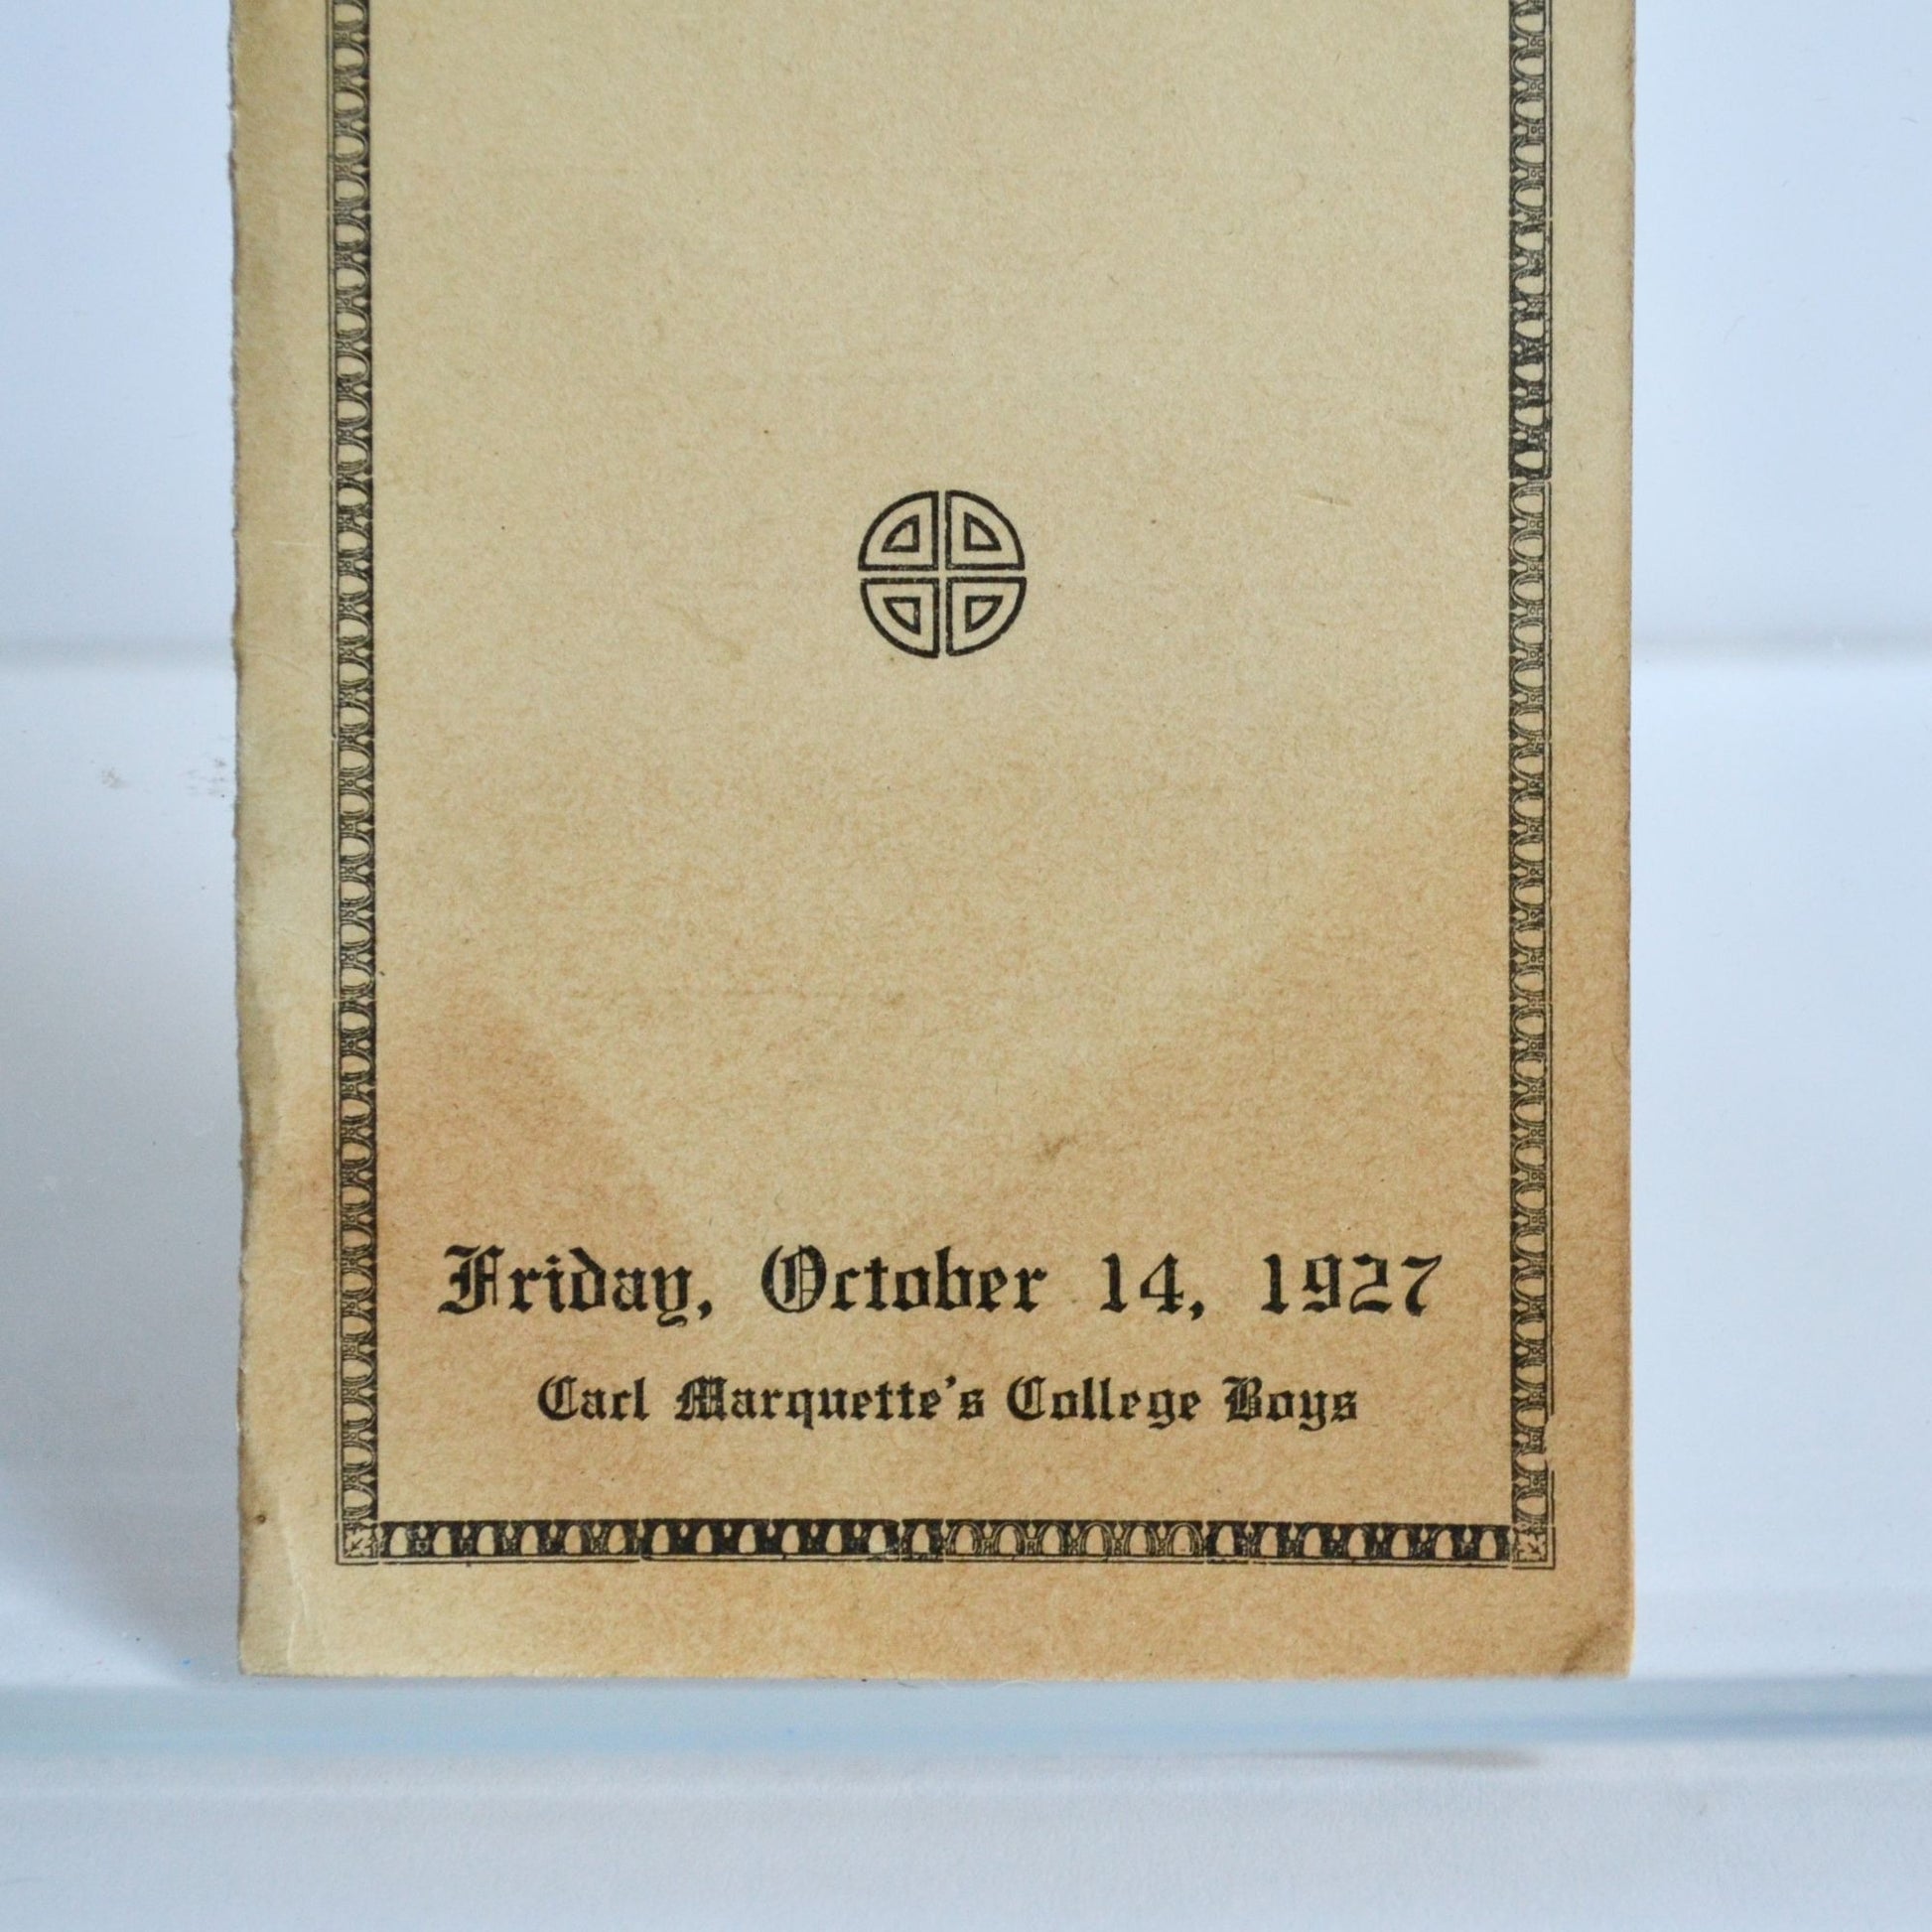 Friday, October 14, 1927
Carl Marquette's College Boys